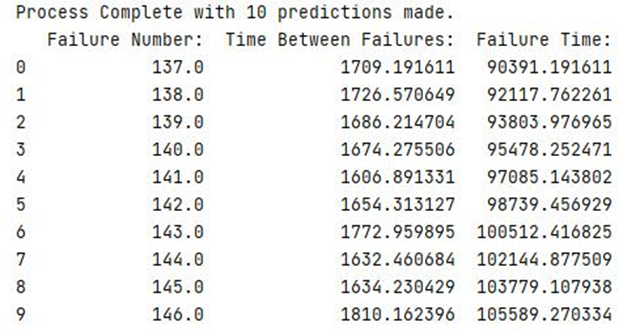 Process Complete with 10 predictions made.
Failure Number: Time Between Failures: Failure Time:
0 137.0 1709.191611 90391.191611
1 138.0 1726.570649 92117.762261
2 139.0 1686.214704 93803.976965
3 140.0 1674.275506 95478.252471
4 141.0 1606.891331 97085.143802
5 142.0 1654.313127 98739.456929
6 143.0 1772.959895 100512.416825
7 144.0 1632.460684 102144.877509
8 145.0 1634.230429 103779.107938
9 146.0 1810.162396 105589.270334